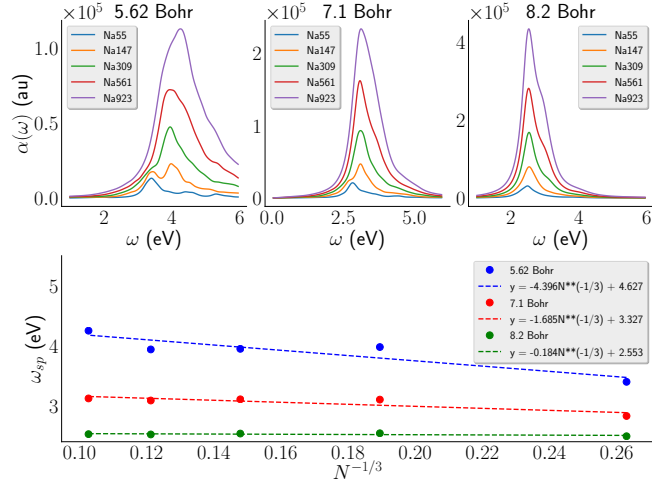 ×10⁵ 5.62 Bohr
×10⁵ 7.1 Bohr
×10⁵ 8.2 Bohr
α(ω) (au)
1.0
0.5
0.0
Na55
Na147
Na309
Na561
Na923
2 4 6
ω (eV)
2
1
0
Na55
Na147
Na309
Na561
Na923
0.0 2.5 5.0
ω (eV)
4
2
0
Na55
Na147
Na309
Na561
Na923
2 4 6
ω (eV)
ω_sp (eV)
5
4
3
5.62 Bohr
y = -4.396N**(-1/3) + 4.627
7.1 Bohr
y = -1.685N**(-1/3) + 3.327
8.2 Bohr
y = -0.184N**(-1/3) + 2.553
0.10 0.12 0.14 0.16 0.18 0.20 0.22 0.24 0.26
N^{-1/3}